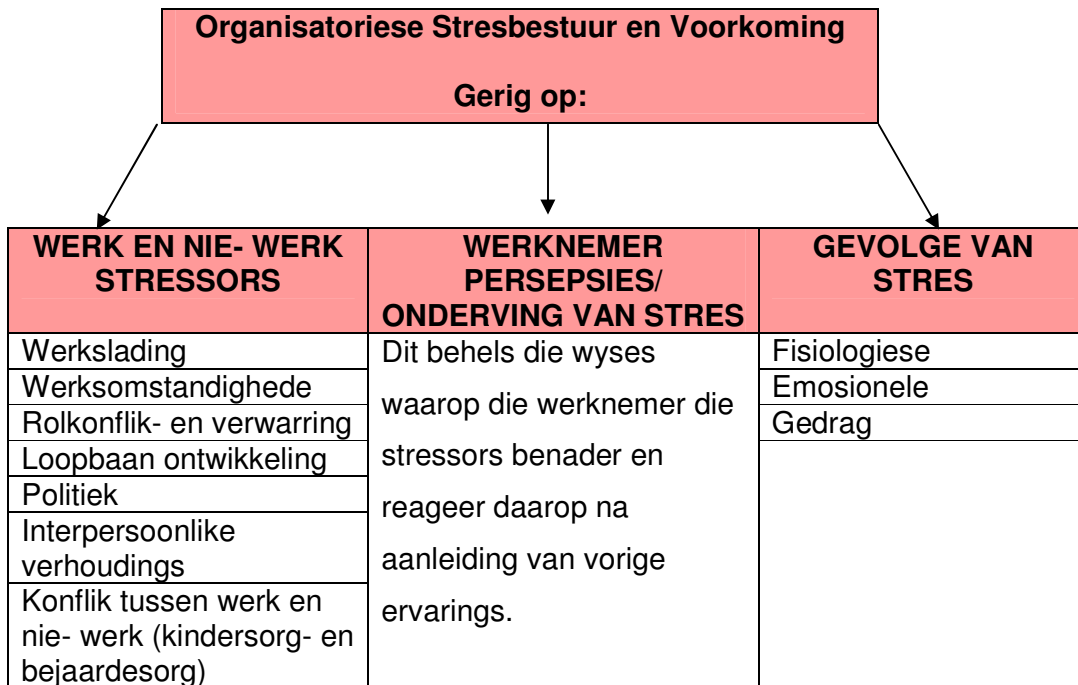 Organisatoriese Stresbestuur en Voorkoming
Gerig op:
WERK EN NIE- WERK
STRESSORS
Werkslading
Werksomstandighede
Rolkonflik- en verwarring
Loopbaan ontwikkeling
Politiek
Interpersoonlike
verhoudings
Konflik tussen werk en
nie- werk (kindersorg- en
bejaardesorg)
WERKNEMER
PERSEPSIES/
ONDERVING VAN STRES
Dit behels die wyses
waarop die werknemer die
stressors benader en
reageer daarop na
aanleiding van vorige
ervarings.
GEVOLGE VAN
STRES
Fisiologiese
Emosionele
Gedrag